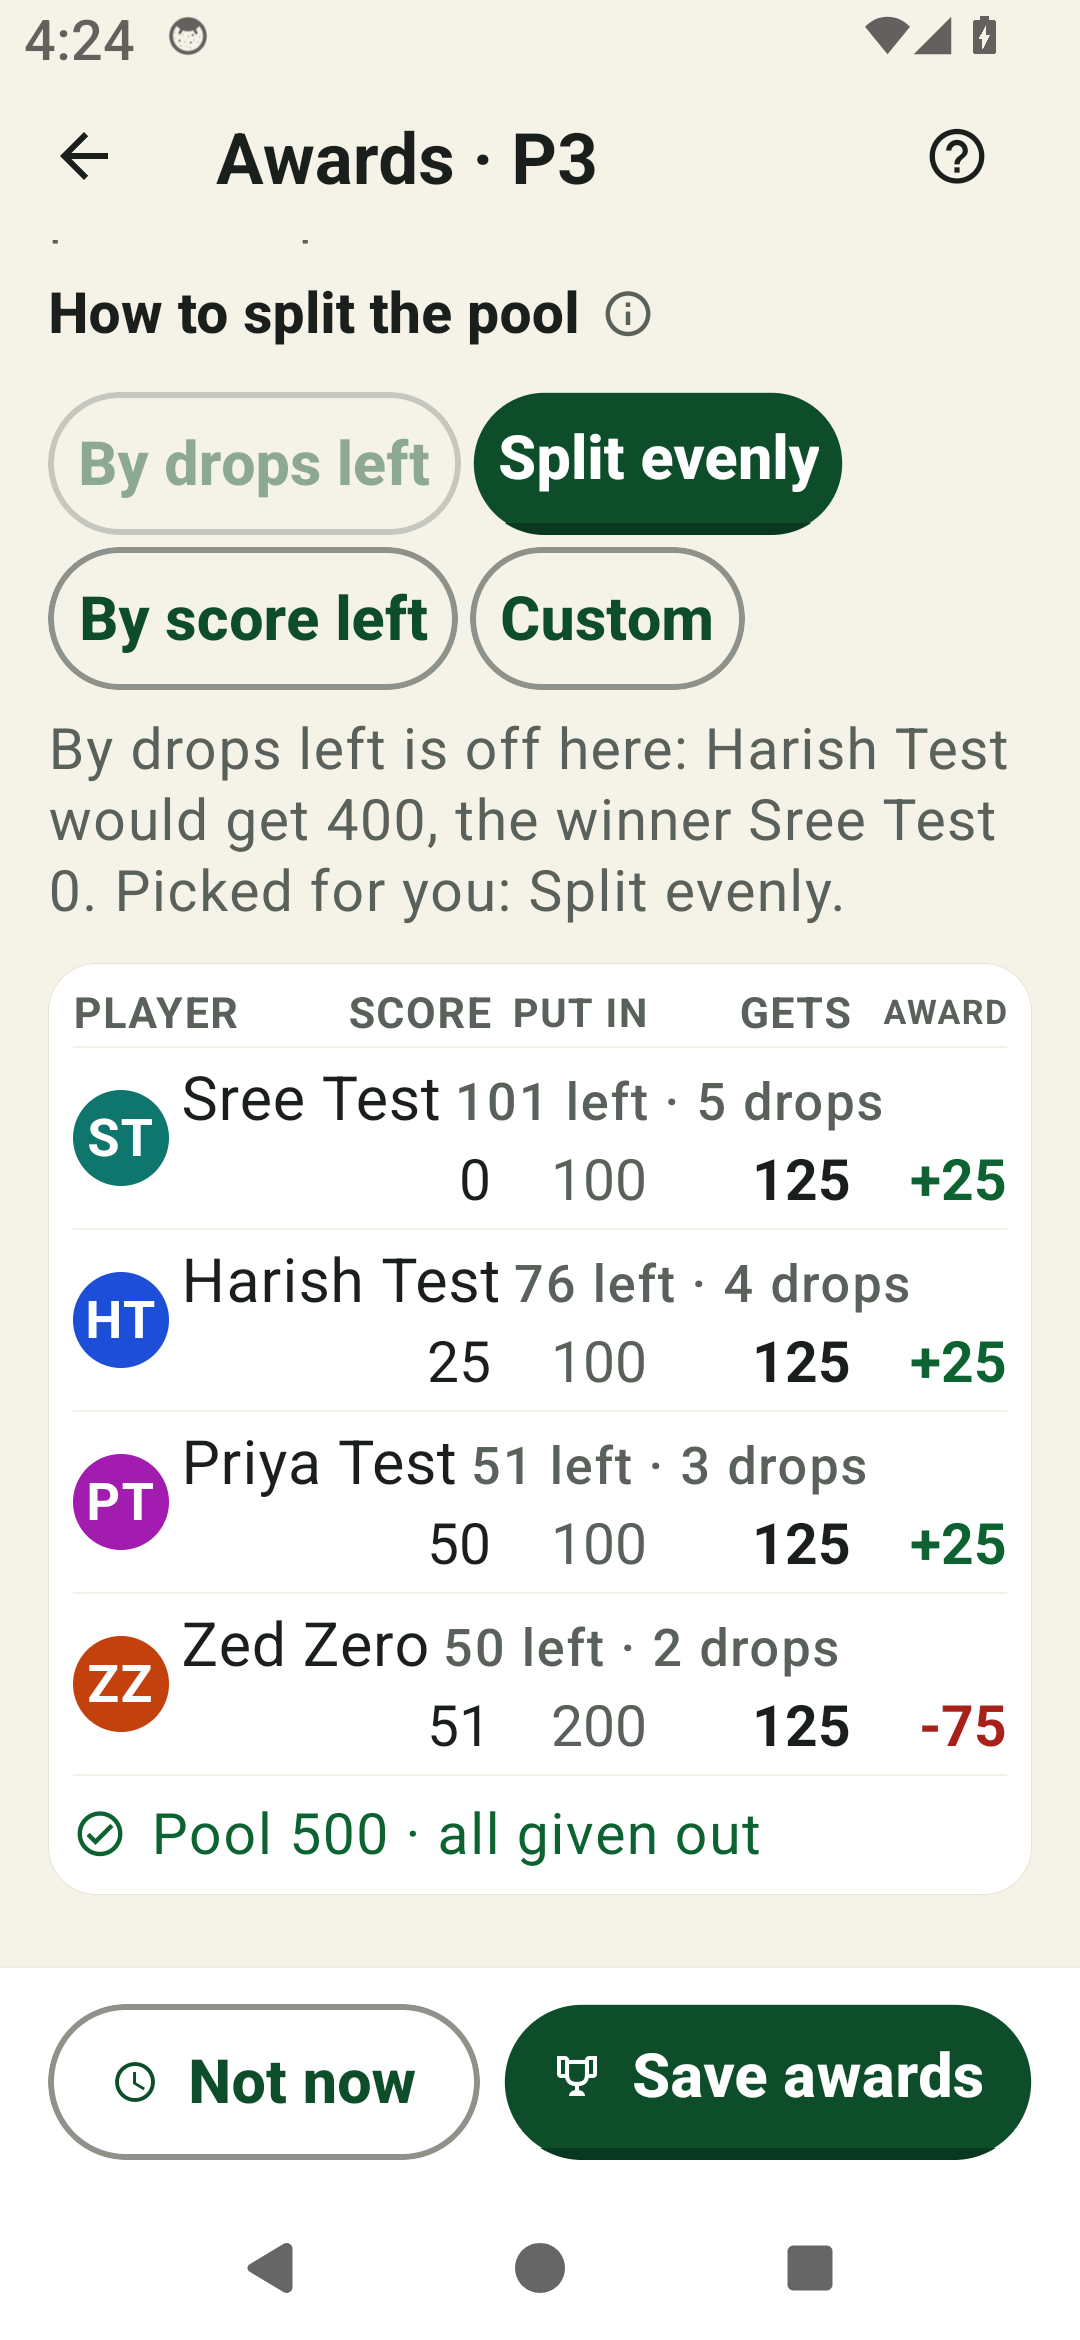 4:24
Awards · P3
How to split the pool
By drops left
Split evenly
By score left
Custom
By drops left is off here: Harish Test
would get 400, the winner Sree Test
0. Picked for you: Split evenly.
PLAYER SCORE PUT IN GETS AWARD
ST Sree Test 101 left · 5 drops
0 100 125 +25
HT Harish Test 76 left · 4 drops
25 100 125 +25
PT Priya Test 51 left · 3 drops
50 100 125 +25
ZZ Zed Zero 50 left · 2 drops
51 200 125 -75
Pool 500 · all given out
Not now
Save awards